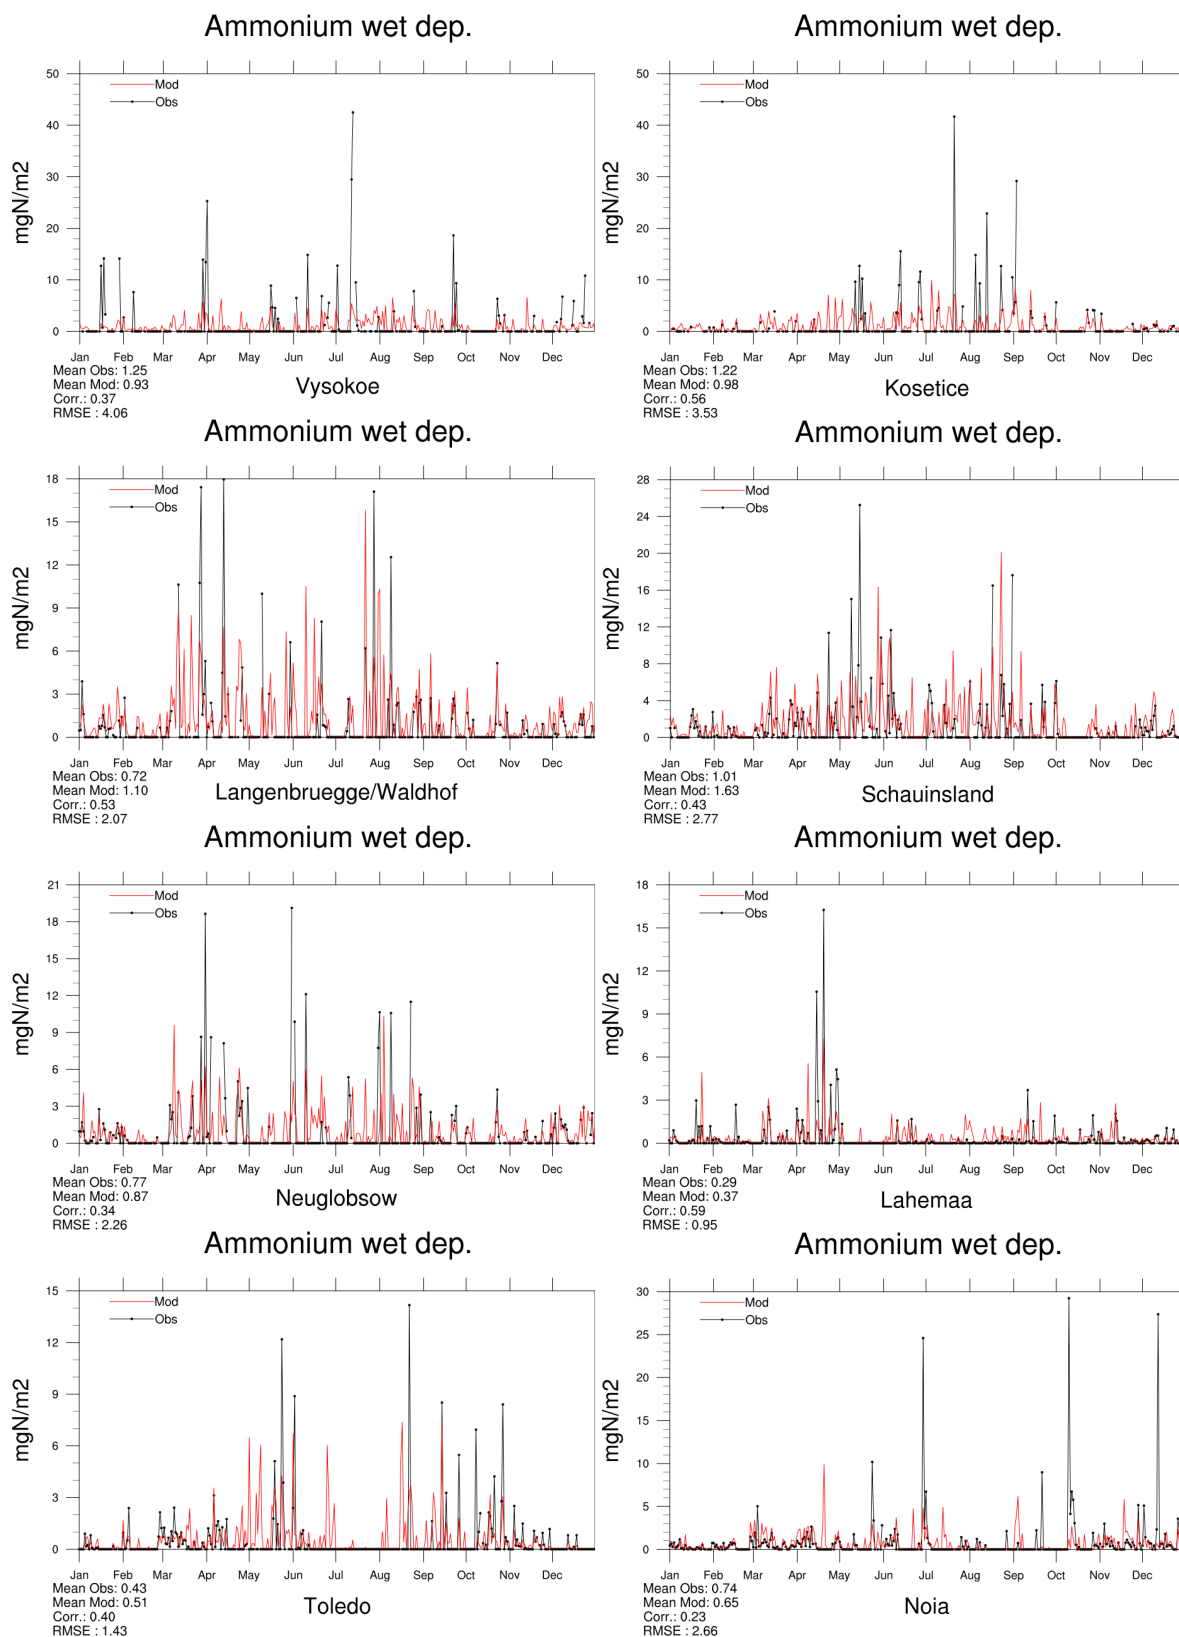 Ammonium wet dep.
mgN/m2
50
40
30
20
10
0
Mod
Obs
Jan Feb Mar Apr May Jun Jul Aug Sep Oct Nov Dec
Mean Obs: 1.25
Mean Mod: 0.93
Corr.: 0.37
RMSE : 4.06
Vysokoe
Ammonium wet dep.
mgN/m2
50
40
30
20
10
0
Mod
Obs
Jan Feb Mar Apr May Jun Jul Aug Sep Oct Nov Dec
Mean Obs: 1.22
Mean Mod: 0.98
Corr.: 0.56
RMSE : 3.53
Kosetice
Ammonium wet dep.
mgN/m2
18
15
12
9
6
3
0
Mod
Obs
Jan Feb Mar Apr May Jun Jul Aug Sep Oct Nov Dec
Mean Obs: 0.72
Mean Mod: 1.10
Corr.: 0.53
RMSE : 2.07
Langenbruegge/Waldhof
Ammonium wet dep.
mgN/m2
28
24
20
16
12
8
4
0
Mod
Obs
Jan Feb Mar Apr May Jun Jul Aug Sep Oct Nov Dec
Mean Obs: 1.01
Mean Mod: 1.63
Corr.: 0.43
RMSE : 2.77
Schauinsland
Ammonium wet dep.
mgN/m2
21
18
15
12
9
6
3
0
Mod
Obs
Jan Feb Mar Apr May Jun Jul Aug Sep Oct Nov Dec
Mean Obs: 0.77
Mean Mod: 0.87
Corr.: 0.34
RMSE : 2.26
Neuglobsow
Ammonium wet dep.
mgN/m2
18
15
12
9
6
3
0
Mod
Obs
Jan Feb Mar Apr May Jun Jul Aug Sep Oct Nov Dec
Mean Obs: 0.29
Mean Mod: 0.37
Corr.: 0.59
RMSE : 0.95
Lahemaa
Ammonium wet dep.
mgN/m2
15
12
9
6
3
0
Mod
Obs
Jan Feb Mar Apr May Jun Jul Aug Sep Oct Nov Dec
Mean Obs: 0.43
Mean Mod: 0.51
Corr.: 0.40
RMSE : 1.43
Toledo
Ammonium wet dep.
mgN/m2
30
25
20
15
10
5
0
Mod
Obs
Jan Feb Mar Apr May Jun Jul Aug Sep Oct Nov Dec
Mean Obs: 0.74
Mean Mod: 0.65
Corr.: 0.23
RMSE : 2.66
Noia